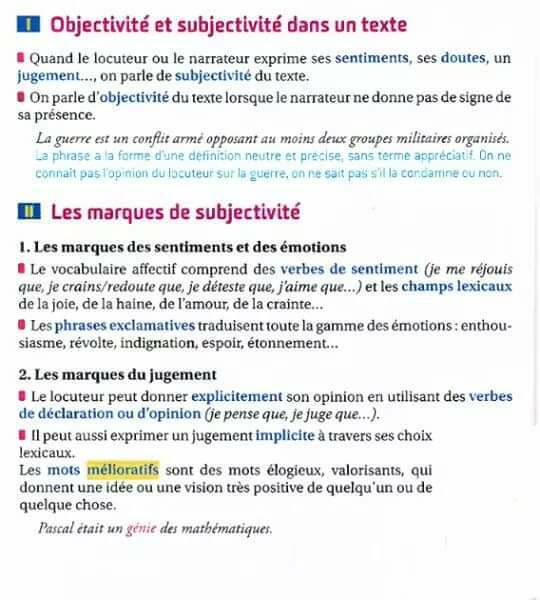 I Objectivité et subjectivité dans un texte
Quand le locuteur ou le narrateur exprime ses sentiments, ses doutes, un
jugement..., on parle de subjectivité du texte.
On parle d'objectivité du texte lorsque le narrateur ne donne pas de signe de
sa présence.
La guerre est un conflit armé opposant au moins deux groupes militaires organisés.
La phrase a la forme d'une définition neutre et précise, sans terme appréciatif. On ne
connaît pas l'opinion du locuteur sur la guerre, on ne sait pas s'il la condamne ou non.
II Les marques de subjectivité
1. Les marques des sentiments et des émotions
Le vocabulaire affectif comprend des verbes de sentiment (je me réjouis
que, je crains/redoute que, je déteste que, j'aime que...) et les champs lexicaux
de la joie, de la haine, de l'amour, de la crainte...
Les phrases exclamatives traduisent toute la gamme des émotions : enthou-
siasme, révolte, indignation, espoir, étonnement...
2. Les marques du jugement
Le locuteur peut donner explicitement son opinion en utilisant des verbes
de déclaration ou d'opinion (je pense que, je juge que...).
Il peut aussi exprimer un jugement implicite à travers ses choix
lexicaux.
Les mots mélioratifs sont des mots élogieux, valorisants, qui
donnent une idée ou une vision très positive de quelqu'un ou de
quelque chose.
Pascal était un génie des mathématiques.